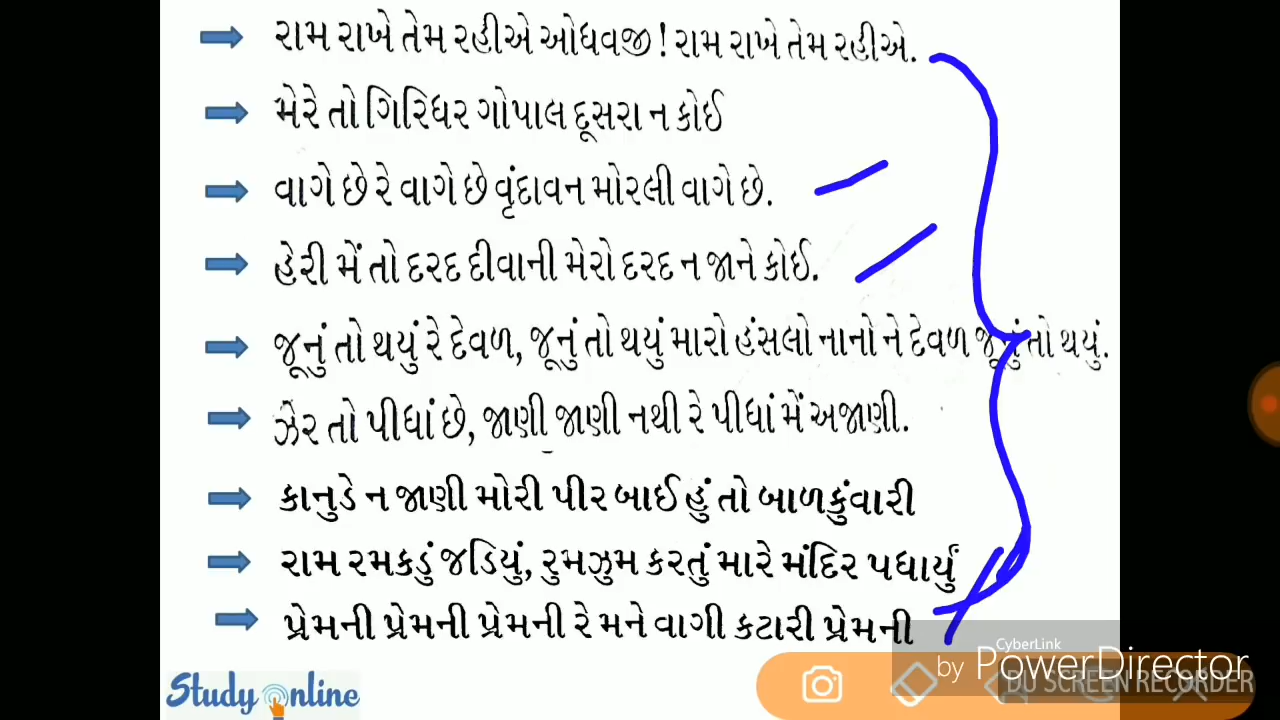 રામ રાખે તેમ રહીએ ઓધવજી ! રામ રાખે તેમ રહીએ.
મેરે તો ગિરિધર ગોપાલ દૂસરા ન કોઈ
વાગે છે રે વાગે છે વૃંદાવન મોરલી વાગે છે.
હેરી મેં તો દરદ દીવાની મેરો દરદ ન જાને કોઈ.
જૂનું તો થયું રે દેવળ, જૂનું તો થયું મારો હંસલો નાનો ને દેવળ જૂનું તો થયું.
ઝેર તો પીધાં છે, જાણી જાણી નથી રે પીધાં મેં અજાણી.
કાનુડે ન જાણી મોરી પીર બાઈ હું તો બાળકુંવારી
રામ રમકડું જડિયું, રુમઝુમ કરતું મારે મંદિર પધાર્યું
પ્રેમની પ્રેમની પ્રેમની રે મને વાગી કટારી પ્રેમની
Study online
CyberLink
by PowerDirector
DU SCREEN RECORDER